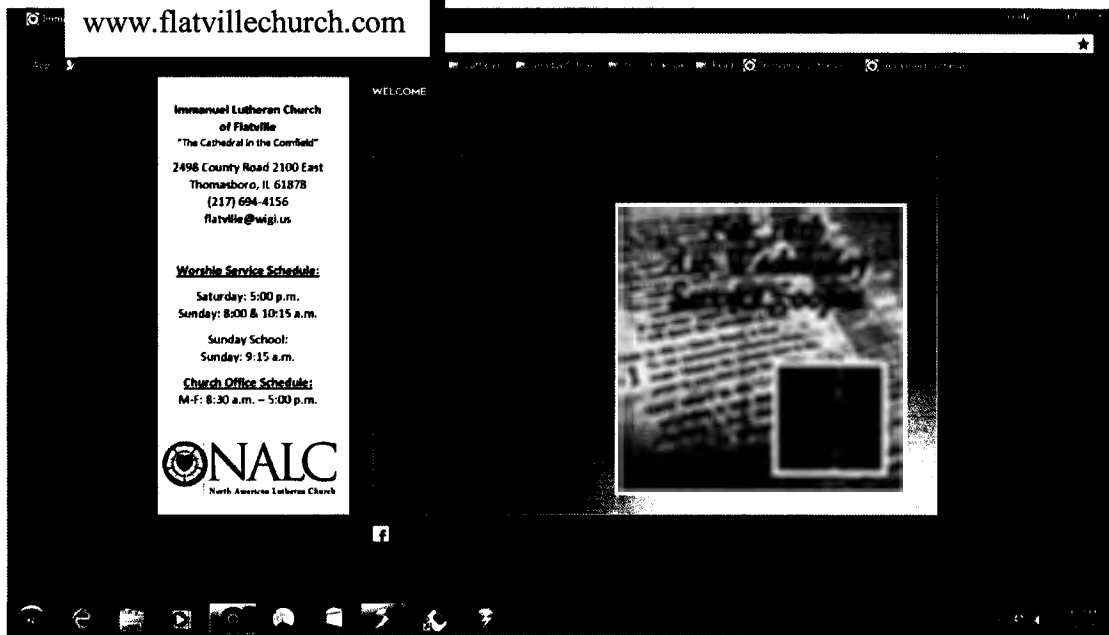 www.flatvillechurch.com
WELCOME
Immanuel Lutheran Church
of Flatville
"The Cathedral in the Cornfield"
2498 County Road 2100 East
Thomasboro, IL 61878
(217) 694-4156
flatville@wigi.us
Worship Service Schedule:
Saturday: 5:00 p.m.
Sunday: 8:00 & 10:15 a.m.
Sunday School:
Sunday: 9:15 a.m.
Church Office Schedule:
M-F: 8:30 a.m. – 5:00 p.m.
NALC
North American Lutheran Church
f